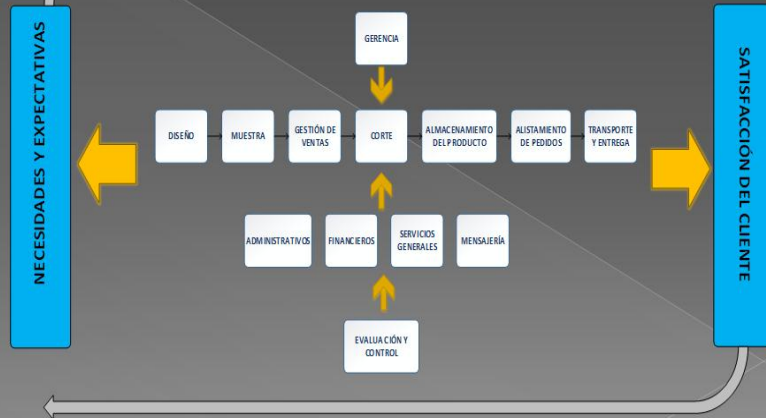 NECESIDADES Y EXPECTATIVAS
GERENCIA
DISEÑO
MUESTRA
GESTIÓN DE
VENTAS
CORTE
ALMACENAMIENTO
DEL PRODUCTO
ALISTAMIENTO
DE PEDIDOS
TRANSPORTE
Y ENTREGA
ADMINISTRATIVOS
FINANCIEROS
SERVICIOS
GENERALES
MENSAJERÍA
EVALUACIÓN Y
CONTROL
SATISFACCIÓN DEL CLIENTE